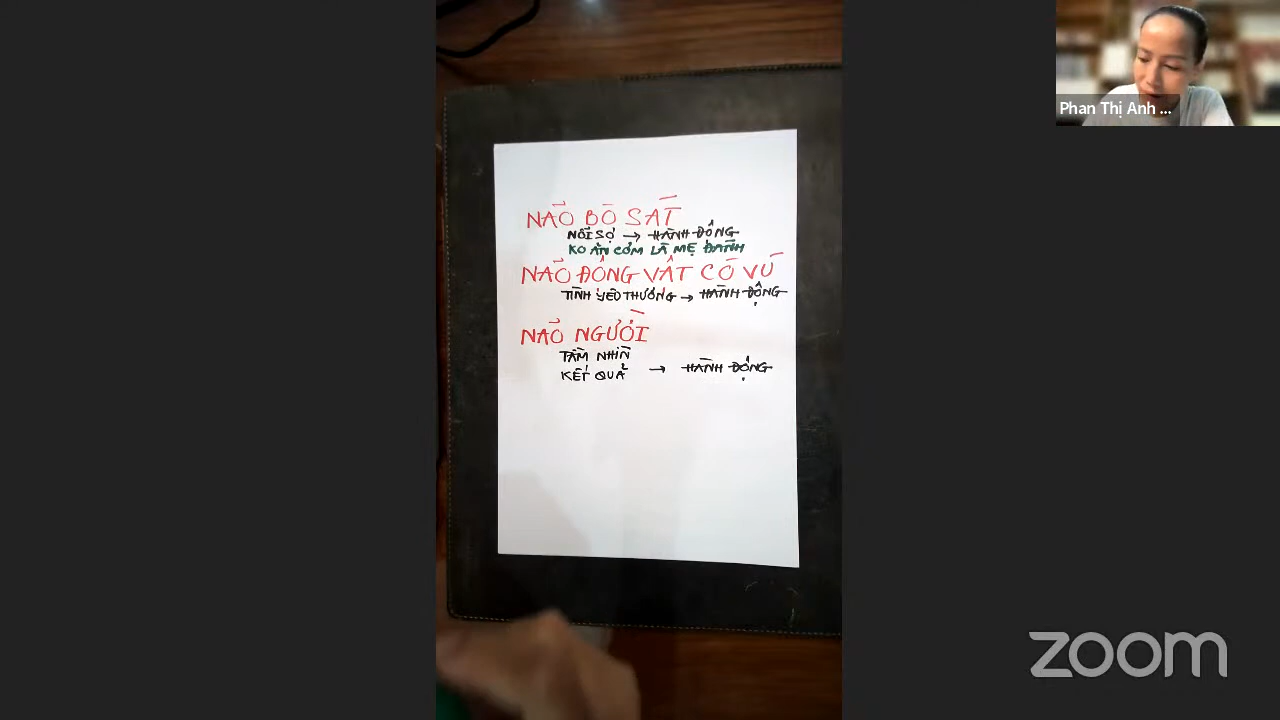 Phan Thị Anh ...
NÃO BÒ SÁT
NỖI SỢ → HÀNH ĐỘNG
KO ĂN CƠM LÀ MẸ ĐÁNH
NÃO ĐỘNG VẬT CÓ VÚ
TÌNH YÊU THƯƠNG → HÀNH ĐỘNG
NÃO NGƯỜI
TẦM NHÌN
KẾT QUẢ → HÀNH ĐỘNG
zoom